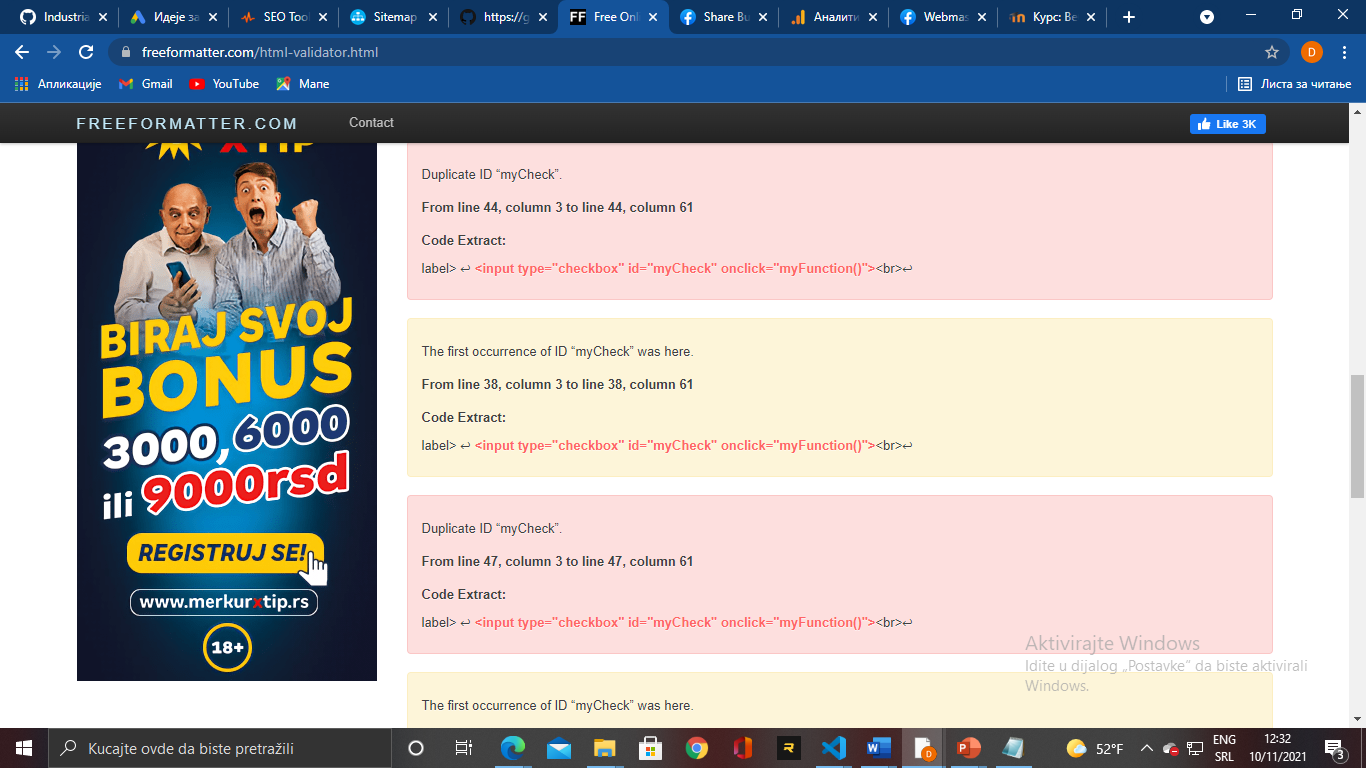 Industria
Идеје за
SEO Tool
Sitemap
https://g
Free Onli
Share Bu
Аналити
Webmas
Курс: Ве
freeformatter.com/html-validator.html
D
Апликације
Gmail
YouTube
Мапе
Листа за читање
FREEFORMATTER.COM
Contact
Like 3K
BIRAJ SVOJ
BONUS
3000, 6000
ili 9000rsd
REGISTRUJ SE!
www.merkurxtip.rs
18+
Duplicate ID “myCheck”.
From line 44, column 3 to line 44, column 61
Code Extract:
label> ↩ <input type="checkbox" id="myCheck" onclick="myFunction()"><br>↩
The first occurrence of ID “myCheck” was here.
From line 38, column 3 to line 38, column 61
Code Extract:
label> ↩ <input type="checkbox" id="myCheck" onclick="myFunction()"><br>↩
Duplicate ID “myCheck”.
From line 47, column 3 to line 47, column 61
Code Extract:
label> ↩ <input type="checkbox" id="myCheck" onclick="myFunction()"><br>↩
The first occurrence of ID “myCheck” was here.
Aktivirajte Windows
Idite u dijalog „Postavke“ da biste aktivirali
Windows.
Kucajte ovde da biste pretražili
52°F
ENG
SRL
12:32
10/11/2021
3